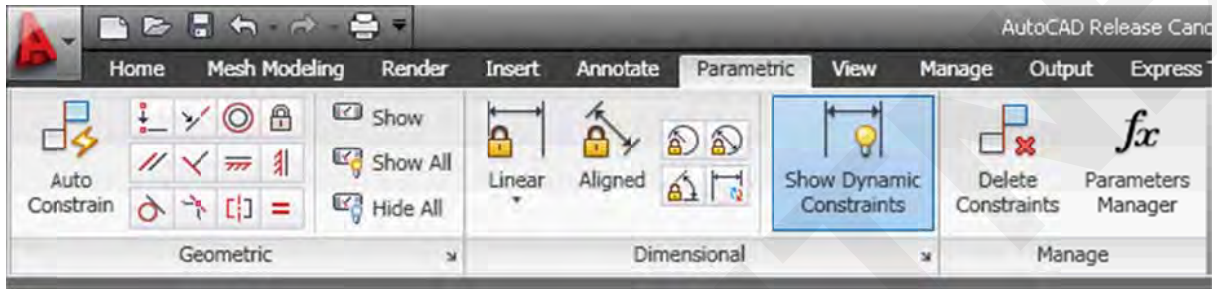 AutoCAD Release Canc
Home Mesh Modeling Render Insert Annotate Parametric View Manage Output Express
Show
Show All
Hide All
Auto
Constrain
Linear
Aligned
Show Dynamic
Constraints
Delete
Constraints
fx
Parameters
Manager
Geometric
Dimensional
Manage